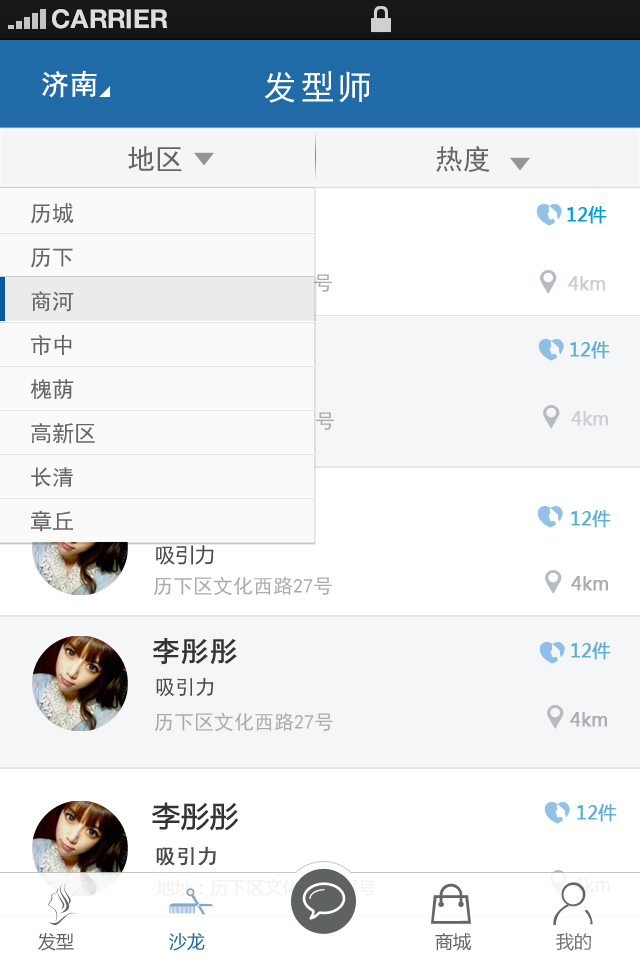 CARRIER
济南 发型师
地区 热度
历城
12件
历下
商河
号 4km
市中
12件
槐荫
号 4km
高新区
长清
章丘
12件
吸引力
历下区文化西路27号 4km
李彤彤 12件
吸引力
历下区文化西路27号 4km
李彤彤 12件
吸引力
地址：历下区文化 号 4km
发型 沙龙 商城 我的